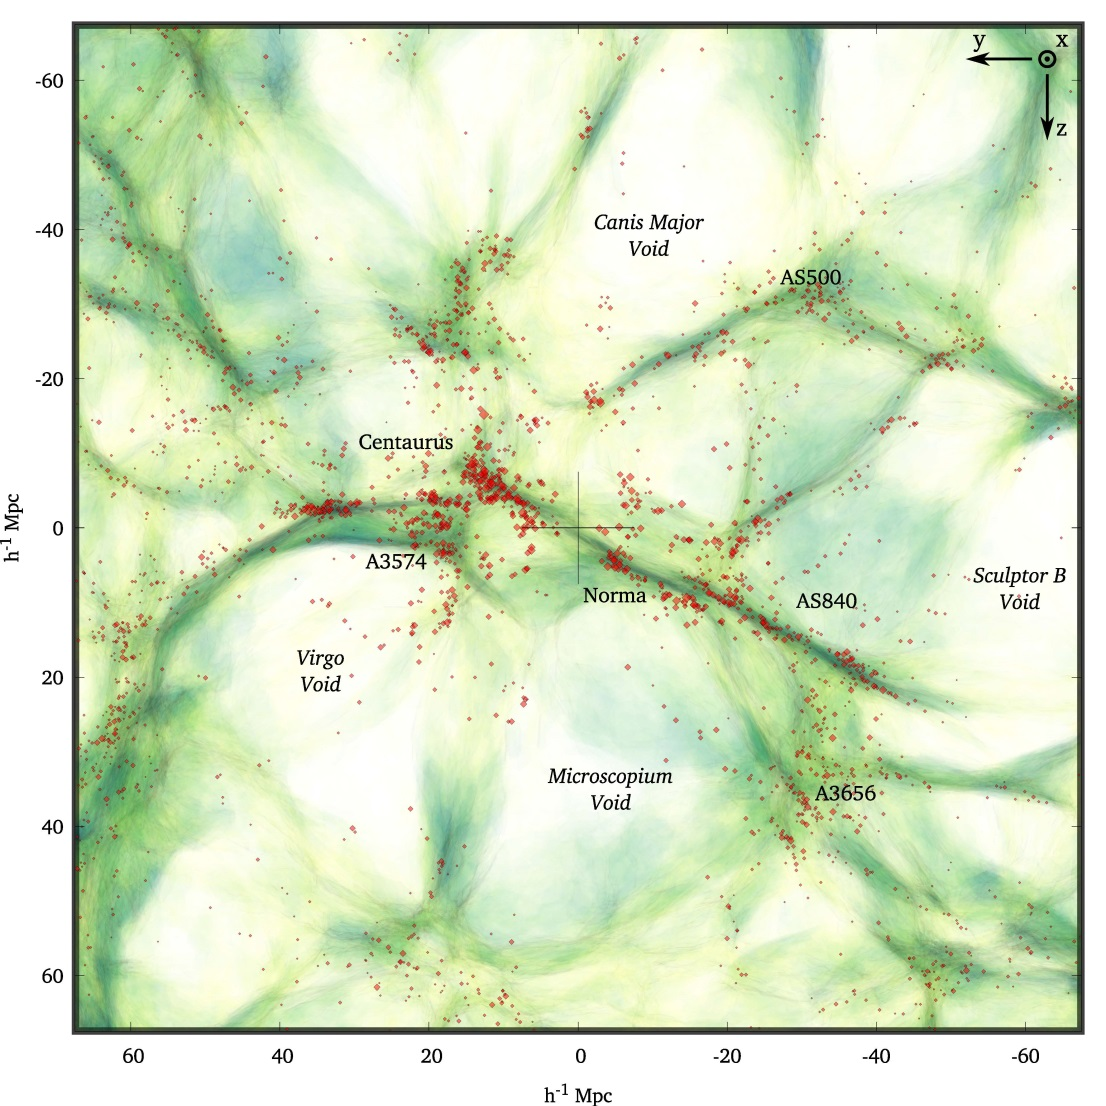 y
x
z
-60
-40
-20
0
20
40
60
h-1 Mpc
Canis Major
Void
AS500
Centaurus
A3574
Norma
AS840
Sculptor B
Void
Virgo
Void
Microscopium
Void
A3656
60
40
20
0
-20
-40
-60
h-1 Mpc